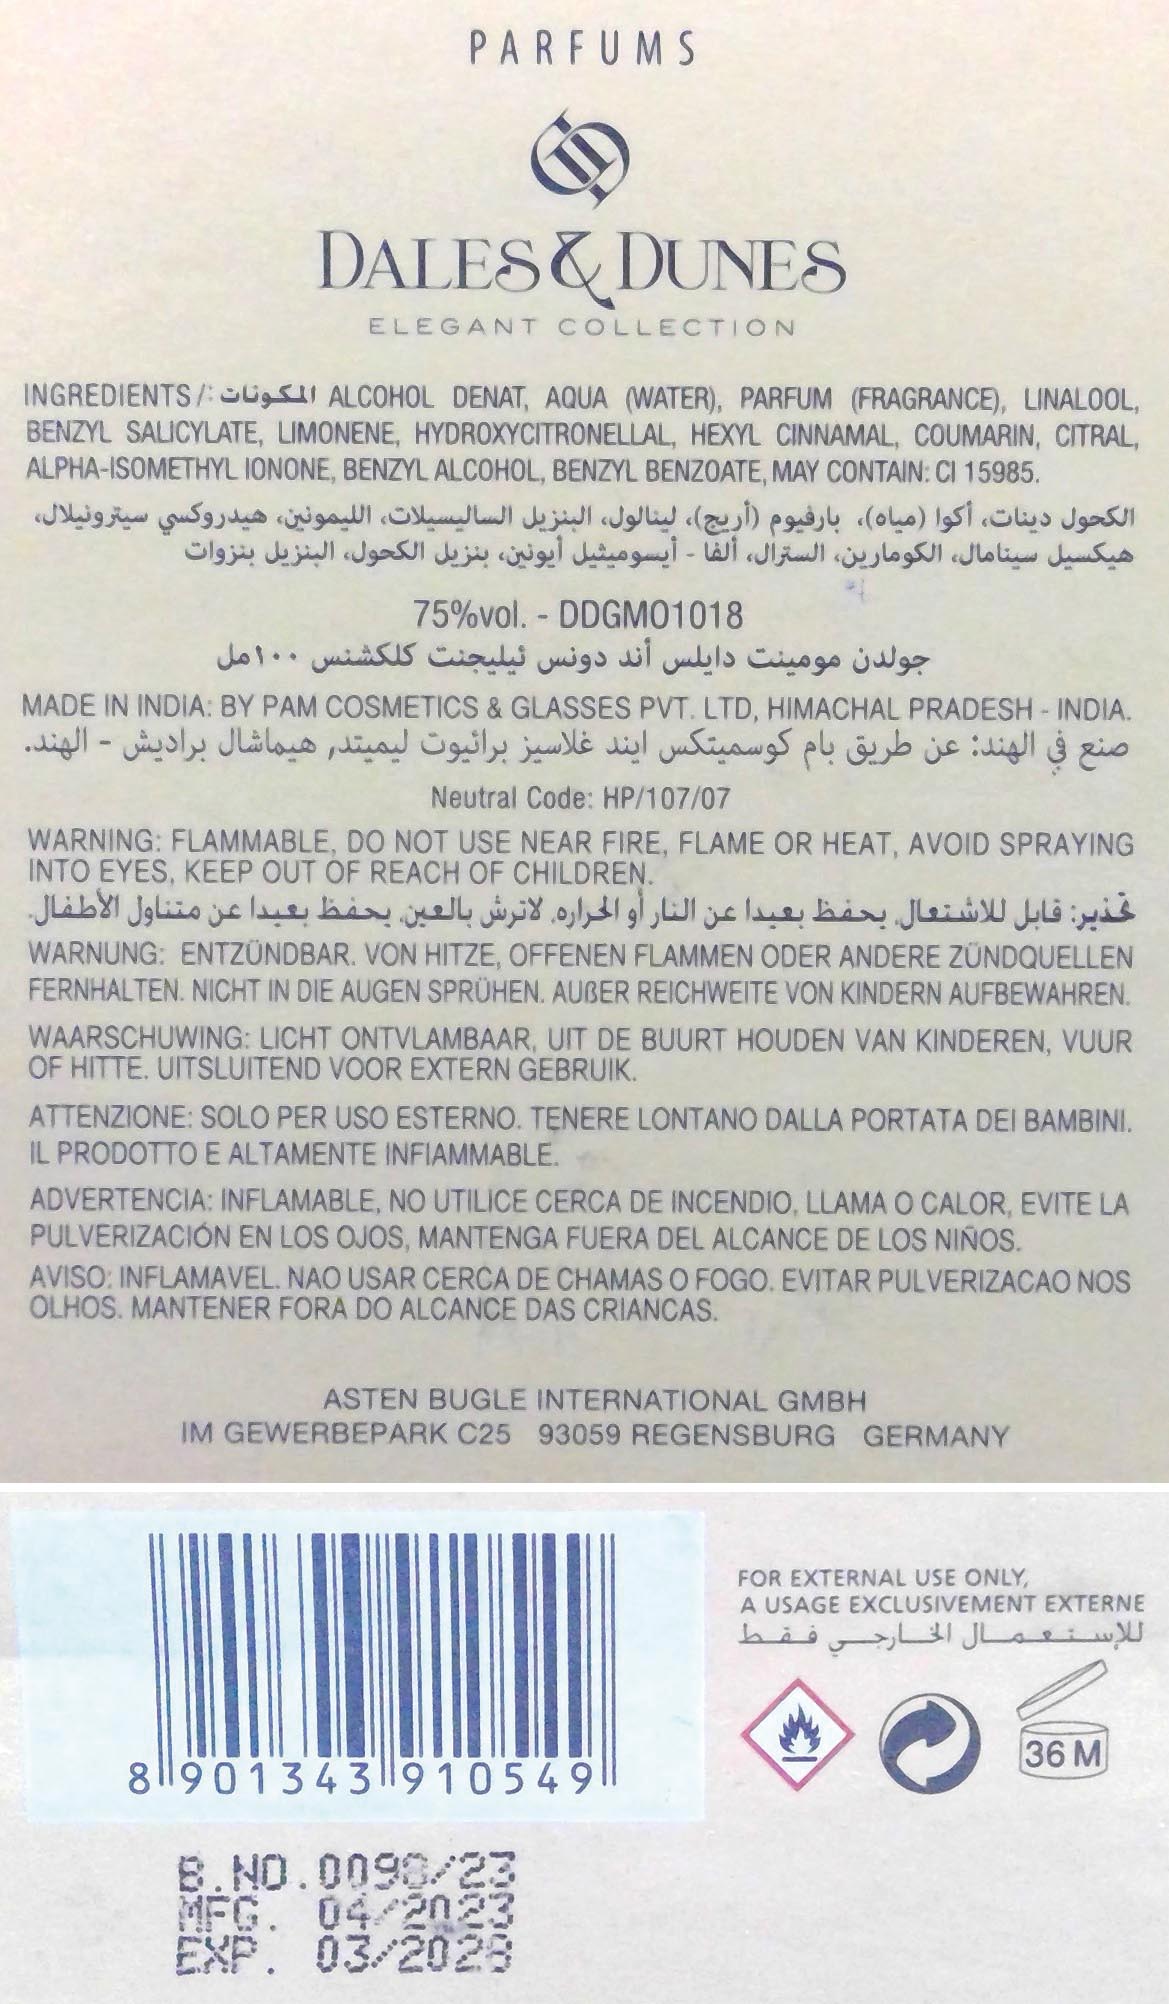 PARFUMS
DALES & DUNES
ELEGANT COLLECTION
INGREDIENTS/المكونات: ALCOHOL DENAT, AQUA (WATER), PARFUM (FRAGRANCE), LINALOOL,
BENZYL SALICYLATE, LIMONENE, HYDROXYCITRONELLAL, HEXYL CINNAMAL, COUMARIN, CITRAL,
ALPHA-ISOMETHYL IONONE, BENZYL ALCOHOL, BENZYL BENZOATE, MAY CONTAIN: CI 15985.
الكحول دينات، أكوا (مياه)، بارفيوم (أريج)، لينالول، البنزيل الساليسيلات، الليمونين، هيدروكسي سيترونيلال،
هيكسيل سينامال، الكومارين، السترال، ألفا - أيسوميثيل أيونين، بنزيل الكحول، البنزيل بنزوات
75%vol. - DDGMO1018
جولدن مومينت دايلس أند دونس ئيليجنت كلكشنس ١٠٠مل
MADE IN INDIA: BY PAM COSMETICS & GLASSES PVT. LTD, HIMACHAL PRADESH - INDIA.
صنع في الهند: عن طريق بام كوسميتكس ايند غلاسيز برائيوت ليميتد, هيماشال براديش - الهند.
Neutral Code: HP/107/07
WARNING: FLAMMABLE, DO NOT USE NEAR FIRE, FLAME OR HEAT, AVOID SPRAYING
INTO EYES, KEEP OUT OF REACH OF CHILDREN.
تحذير: قابل للاشتعال. يحفظ بعيدا عن النار أو الحراره. لاترش بالعين. يحفظ بعيدا عن متناول الأطفال.
WARNUNG: ENTZÜNDBAR. VON HITZE, OFFENEN FLAMMEN ODER ANDERE ZÜNDQUELLEN
FERNHALTEN. NICHT IN DIE AUGEN SPRÜHEN. AUßER REICHWEITE VON KINDERN AUFBEWAHREN.
WAARSCHUWING: LICHT ONTVLAMBAAR, UIT DE BUURT HOUDEN VAN KINDEREN, VUUR
OF HITTE. UITSLUITEND VOOR EXTERN GEBRUIK.
ATTENZIONE: SOLO PER USO ESTERNO. TENERE LONTANO DALLA PORTATA DEI BAMBINI.
IL PRODOTTO E ALTAMENTE INFIAMMABLE.
ADVERTENCIA: INFLAMABLE, NO UTILICE CERCA DE INCENDIO, LLAMA O CALOR, EVITE LA
PULVERIZACIÓN EN LOS OJOS, MANTENGA FUERA DEL ALCANCE DE LOS NIÑOS.
AVISO: INFLAMAVEL. NAO USAR CERCA DE CHAMAS O FOGO. EVITAR PULVERIZACAO NOS
OLHOS. MANTENER FORA DO ALCANCE DAS CRIANCAS.
ASTEN BUGLE INTERNATIONAL GMBH
IM GEWERBEPARK C25 93059 REGENSBURG GERMANY
8 901343 910549
FOR EXTERNAL USE ONLY,
A USAGE EXCLUSIVEMENT EXTERNE
للإستعمال الخارجي فقط
36 M
B.NO.0098/23
MFG. 04/2023
EXP. 03/2028